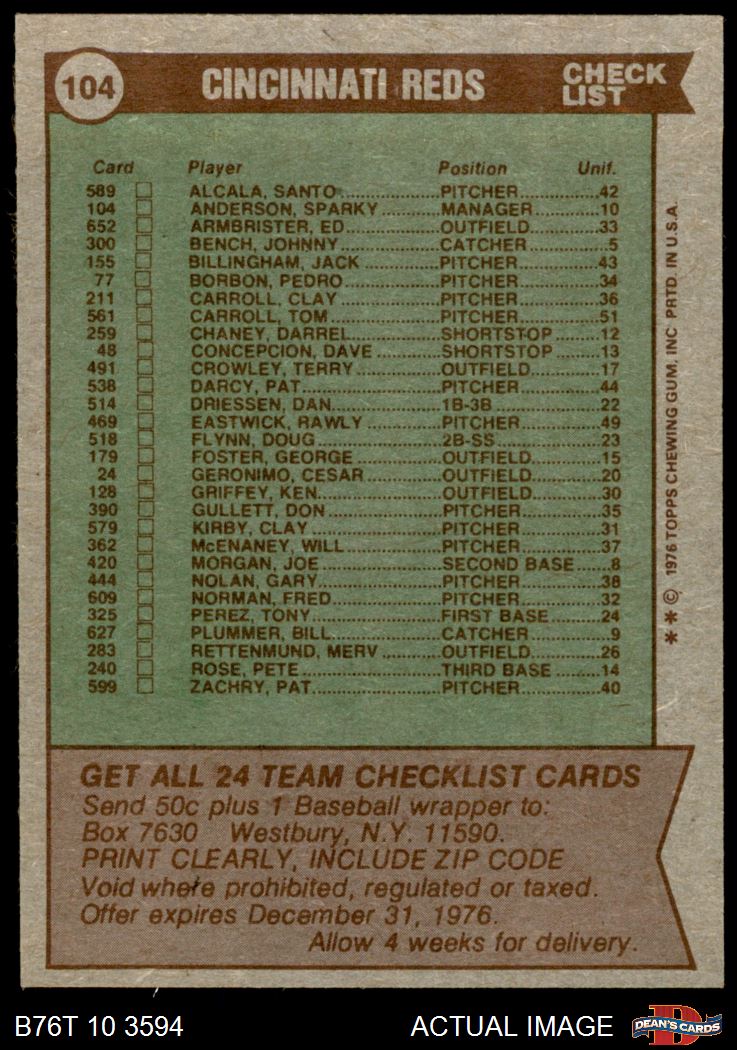 104 CINCINNATI REDS CHECK LIST
Card Player Position Unif.
589 ALCALA, SANTO PITCHER 42
104 ANDERSON, SPARKY MANAGER 10
652 ARMBRISTER, ED OUTFIELD 33
300 BENCH, JOHNNY CATCHER 5
155 BILLINGHAM, JACK PITCHER 43
77 BORBON, PEDRO PITCHER 34
211 CARROLL, CLAY PITCHER 36
561 CARROLL, TOM PITCHER 51
259 CHANEY, DARREL SHORTSTOP 12
48 CONCEPCION, DAVE SHORTSTOP 13
491 CROWLEY, TERRY OUTFIELD 17
538 DARCY, PAT PITCHER 44
514 DRIESSEN, DAN 1B-3B 22
469 EASTWICK, RAWLY PITCHER 49
518 FLYNN, DOUG 2B-SS 23
179 FOSTER, GEORGE OUTFIELD 15
24 GERONIMO, CESAR OUTFIELD 20
128 GRIFFEY, KEN OUTFIELD 30
390 GULLETT, DON PITCHER 35
579 KIRBY, CLAY PITCHER 31
362 McENANEY, WILL PITCHER 37
420 MORGAN, JOE SECOND BASE 8
444 NOLAN, GARY PITCHER 38
609 NORMAN, FRED PITCHER 32
325 PEREZ, TONY FIRST BASE 24
627 PLUMMER, BILL CATCHER 9
283 RETTENMUND, MERV OUTFIELD 26
240 ROSE, PETE THIRD BASE 14
599 ZACHRY, PAT PITCHER 40
**© 1976 TOPPS CHEWING GUM, INC PRTD. IN U.S.A.
GET ALL 24 TEAM CHECKLIST CARDS
Send 50c plus 1 Baseball wrapper to:
Box 7630 Westbury, N.Y. 11590.
PRINT CLEARLY, INCLUDE ZIP CODE
Void where prohibited, regulated or taxed.
Offer expires December 31, 1976.
Allow 4 weeks for delivery.
B76T 10 3594 ACTUAL IMAGE DEAN'S CARDS